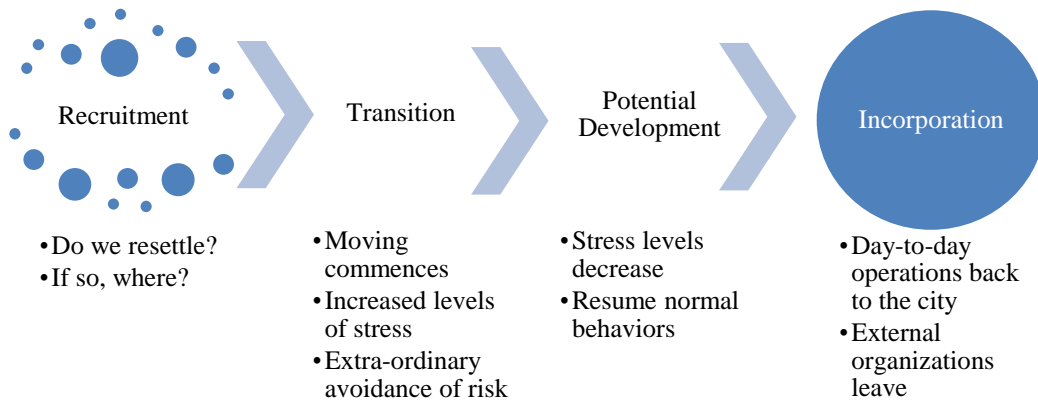 Recruitment
Transition
Potential
Development
Incorporation
•Do we resettle?
•If so, where?
•Moving
commences
•Increased levels
of stress
•Extra-ordinary
avoidance of risk
•Stress levels
decrease
•Resume normal
behaviors
•Day-to-day
operations back
to the city
•External
organizations
leave